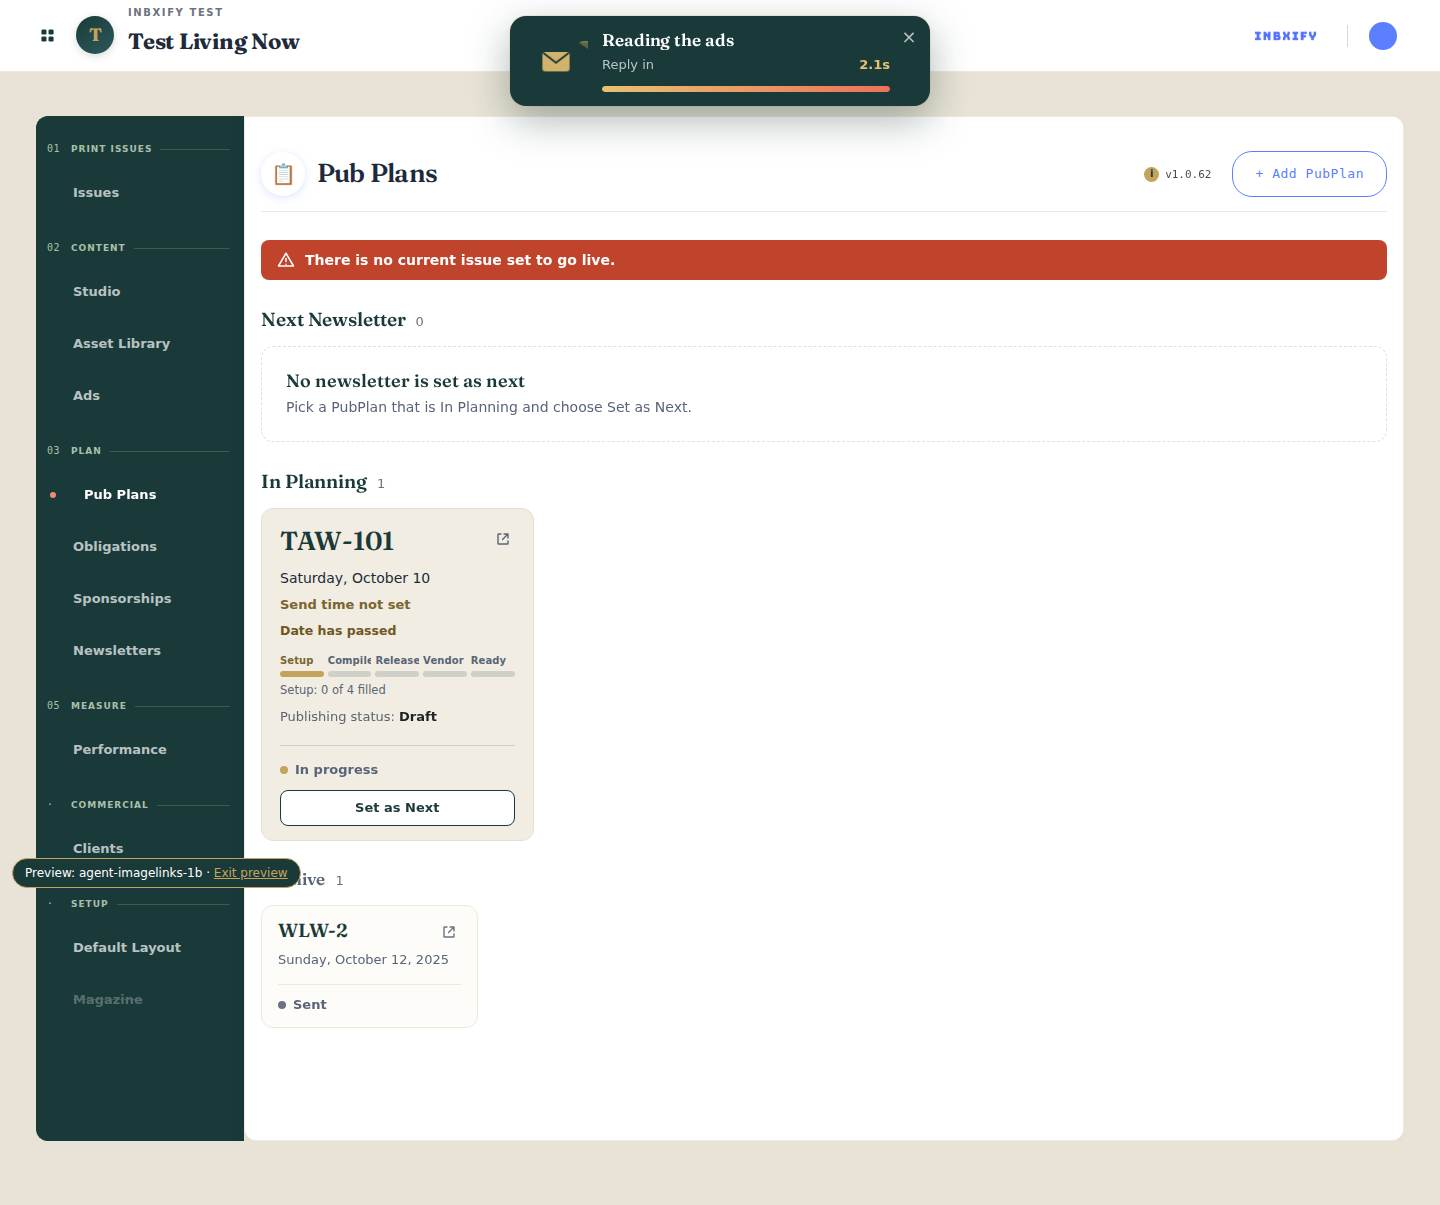 INBXIFY TEST
T
Test Living Now
Reading the ads
Reply in
2.1s
INBXIFY
01 PRINT ISSUES
Issues
02 CONTENT
Studio
Asset Library
Ads
03 PLAN
Pub Plans
Obligations
Sponsorships
Newsletters
05 MEASURE
Performance
· COMMERCIAL
Clients
Preview: agent-imagelinks-1b · Exit preview
· SETUP
Default Layout
Magazine
Pub Plans
i v1.0.62
+ Add PubPlan
There is no current issue set to go live.
Next Newsletter 0
No newsletter is set as next
Pick a PubPlan that is In Planning and choose Set as Next.
In Planning 1
TAW-101
Saturday, October 10
Send time not set
Date has passed
Setup Compile Release Vendor Ready
Setup: 0 of 4 filled
Publishing status: Draft
In progress
Set as Next
ive 1
WLW-2
Sunday, October 12, 2025
Sent